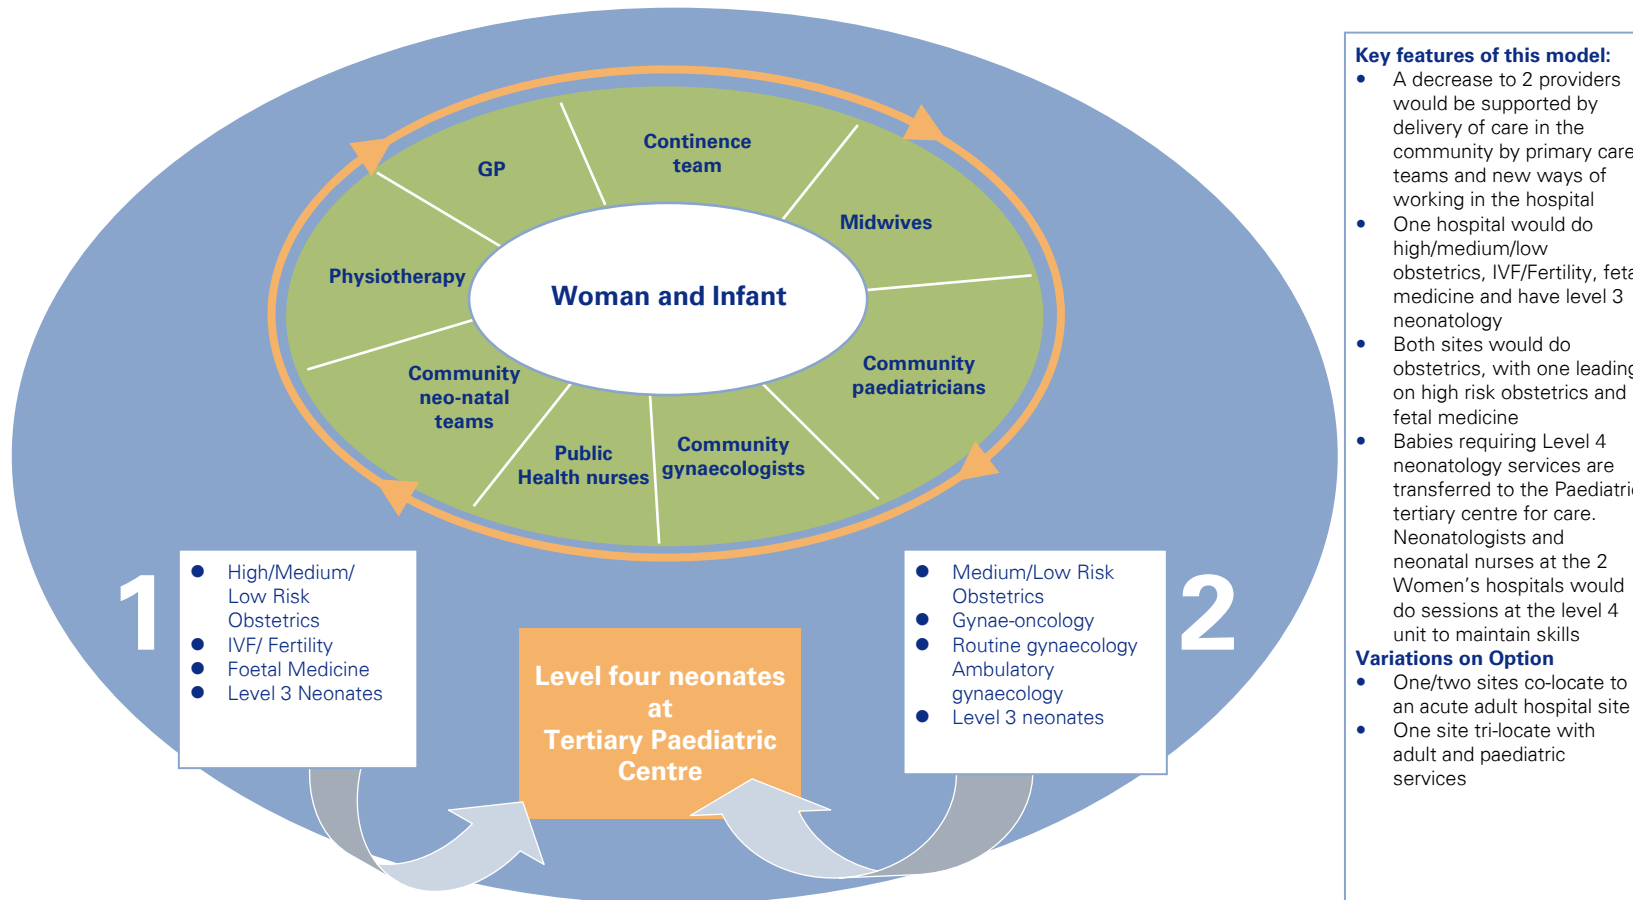 Continence
team
GP
Midwives
Physiotherapy
Woman and Infant
Community
paediatricians
Community
neo-natal
teams
Public
Health nurses
Community
gynaecologists
1
● High/Medium/
Low Risk
Obstetrics
● IVF/ Fertility
● Foetal Medicine
● Level 3 Neonates
Level four neonates
at
Tertiary Paediatric
Centre
● Medium/Low Risk
Obstetrics
● Gynae-oncology
● Routine gynaecology
Ambulatory
gynaecology
● Level 3 neonates
2
Key features of this model:
• A decrease to 2 providers
would be supported by
delivery of care in the
community by primary care
teams and new ways of
working in the hospital
• One hospital would do
high/medium/low
obstetrics, IVF/Fertility, feta
medicine and have level 3
neonatology
• Both sites would do
obstetrics, with one leading
on high risk obstetrics and
fetal medicine
• Babies requiring Level 4
neonatology services are
transferred to the Paediatric
tertiary centre for care.
Neonatologists and
neonatal nurses at the 2
Women's hospitals would
do sessions at the level 4
unit to maintain skills
Variations on Option
• One/two sites co-locate to
an acute adult hospital site
• One site tri-locate with
adult and paediatric
services